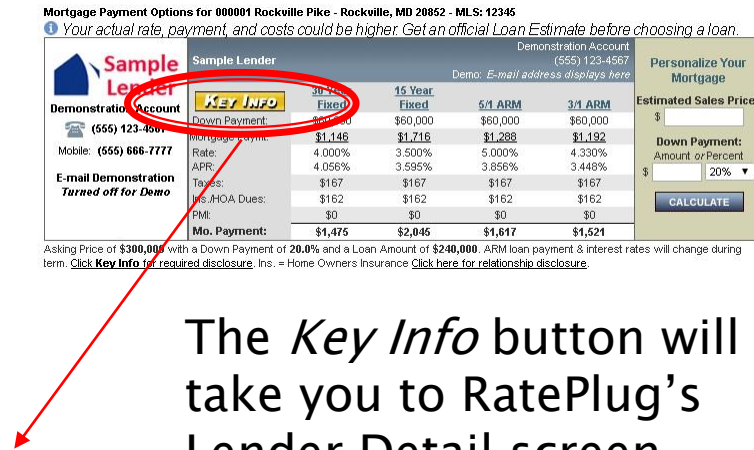 Mortgage Payment Options for 000001 Rockville Pike - Rockville, MD 20852 - MLS: 12345
Your actual rate, payment, and costs could be higher. Get an official Loan Estimate before choosing a loan.
Sample Lender
Demonstration Account
(555) 123-4567
Mobile: (555) 666-7777
E-mail Demonstration
Turned off for Demo
Sample Lender
Demonstration Account
(555) 123-4567
Demo: E-mail address displays here
KEY INFO
30 Year Fixed 15 Year Fixed 5/1 ARM 3/1 ARM
Down Payment: $60,000 $60,000 $60,000 $60,000
Mortgage Paymt: $1,146 $1,716 $1,288 $1,192
Rate: 4.000% 3.500% 5.000% 4.330%
APR: 4.056% 3.595% 3.856% 3.448%
Taxes: $167 $167 $167 $167
Ins./HOA Dues: $162 $162 $162 $162
PMI: $0 $0 $0 $0
Mo. Payment: $1,475 $2,045 $1,617 $1,521
Personalize Your
Mortgage
Estimated Sales Price
$
Down Payment:
Amount or Percent
$ 20%
CALCULATE
Asking Price of $300,000 with a Down Payment of 20.0% and a Loan Amount of $240,000. ARM loan payment & interest rates will change during
term. Click Key Info for required disclosure. Ins. = Home Owners Insurance Click here for relationship disclosure.
The Key Info button will
take you to RatePlug's
Lender Detail screen